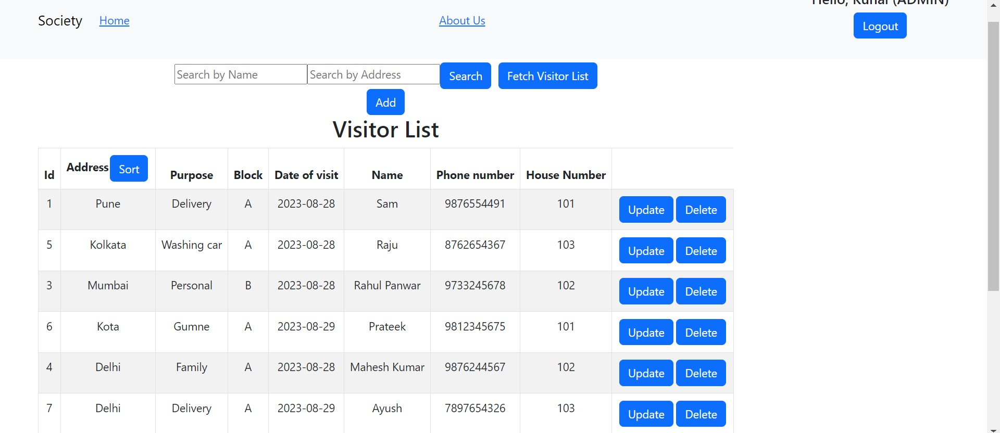 Hello, Kunal (ADMIN)
Society Home About Us Logout
Search by Name Search by Address Search Fetch Visitor List
Add
Visitor List
Id Address Sort Purpose Block Date of visit Name Phone number House Number
1 Pune Delivery A 2023-08-28 Sam 9876554491 101 Update Delete
5 Kolkata Washing car A 2023-08-28 Raju 8762654367 103 Update Delete
3 Mumbai Personal B 2023-08-28 Rahul Panwar 9733245678 102 Update Delete
6 Kota Gumne A 2023-08-29 Prateek 9812345675 101 Update Delete
4 Delhi Family A 2023-08-28 Mahesh Kumar 9876244567 102 Update Delete
7 Delhi Delivery A 2023-08-29 Ayush 7897654326 103 Update Delete